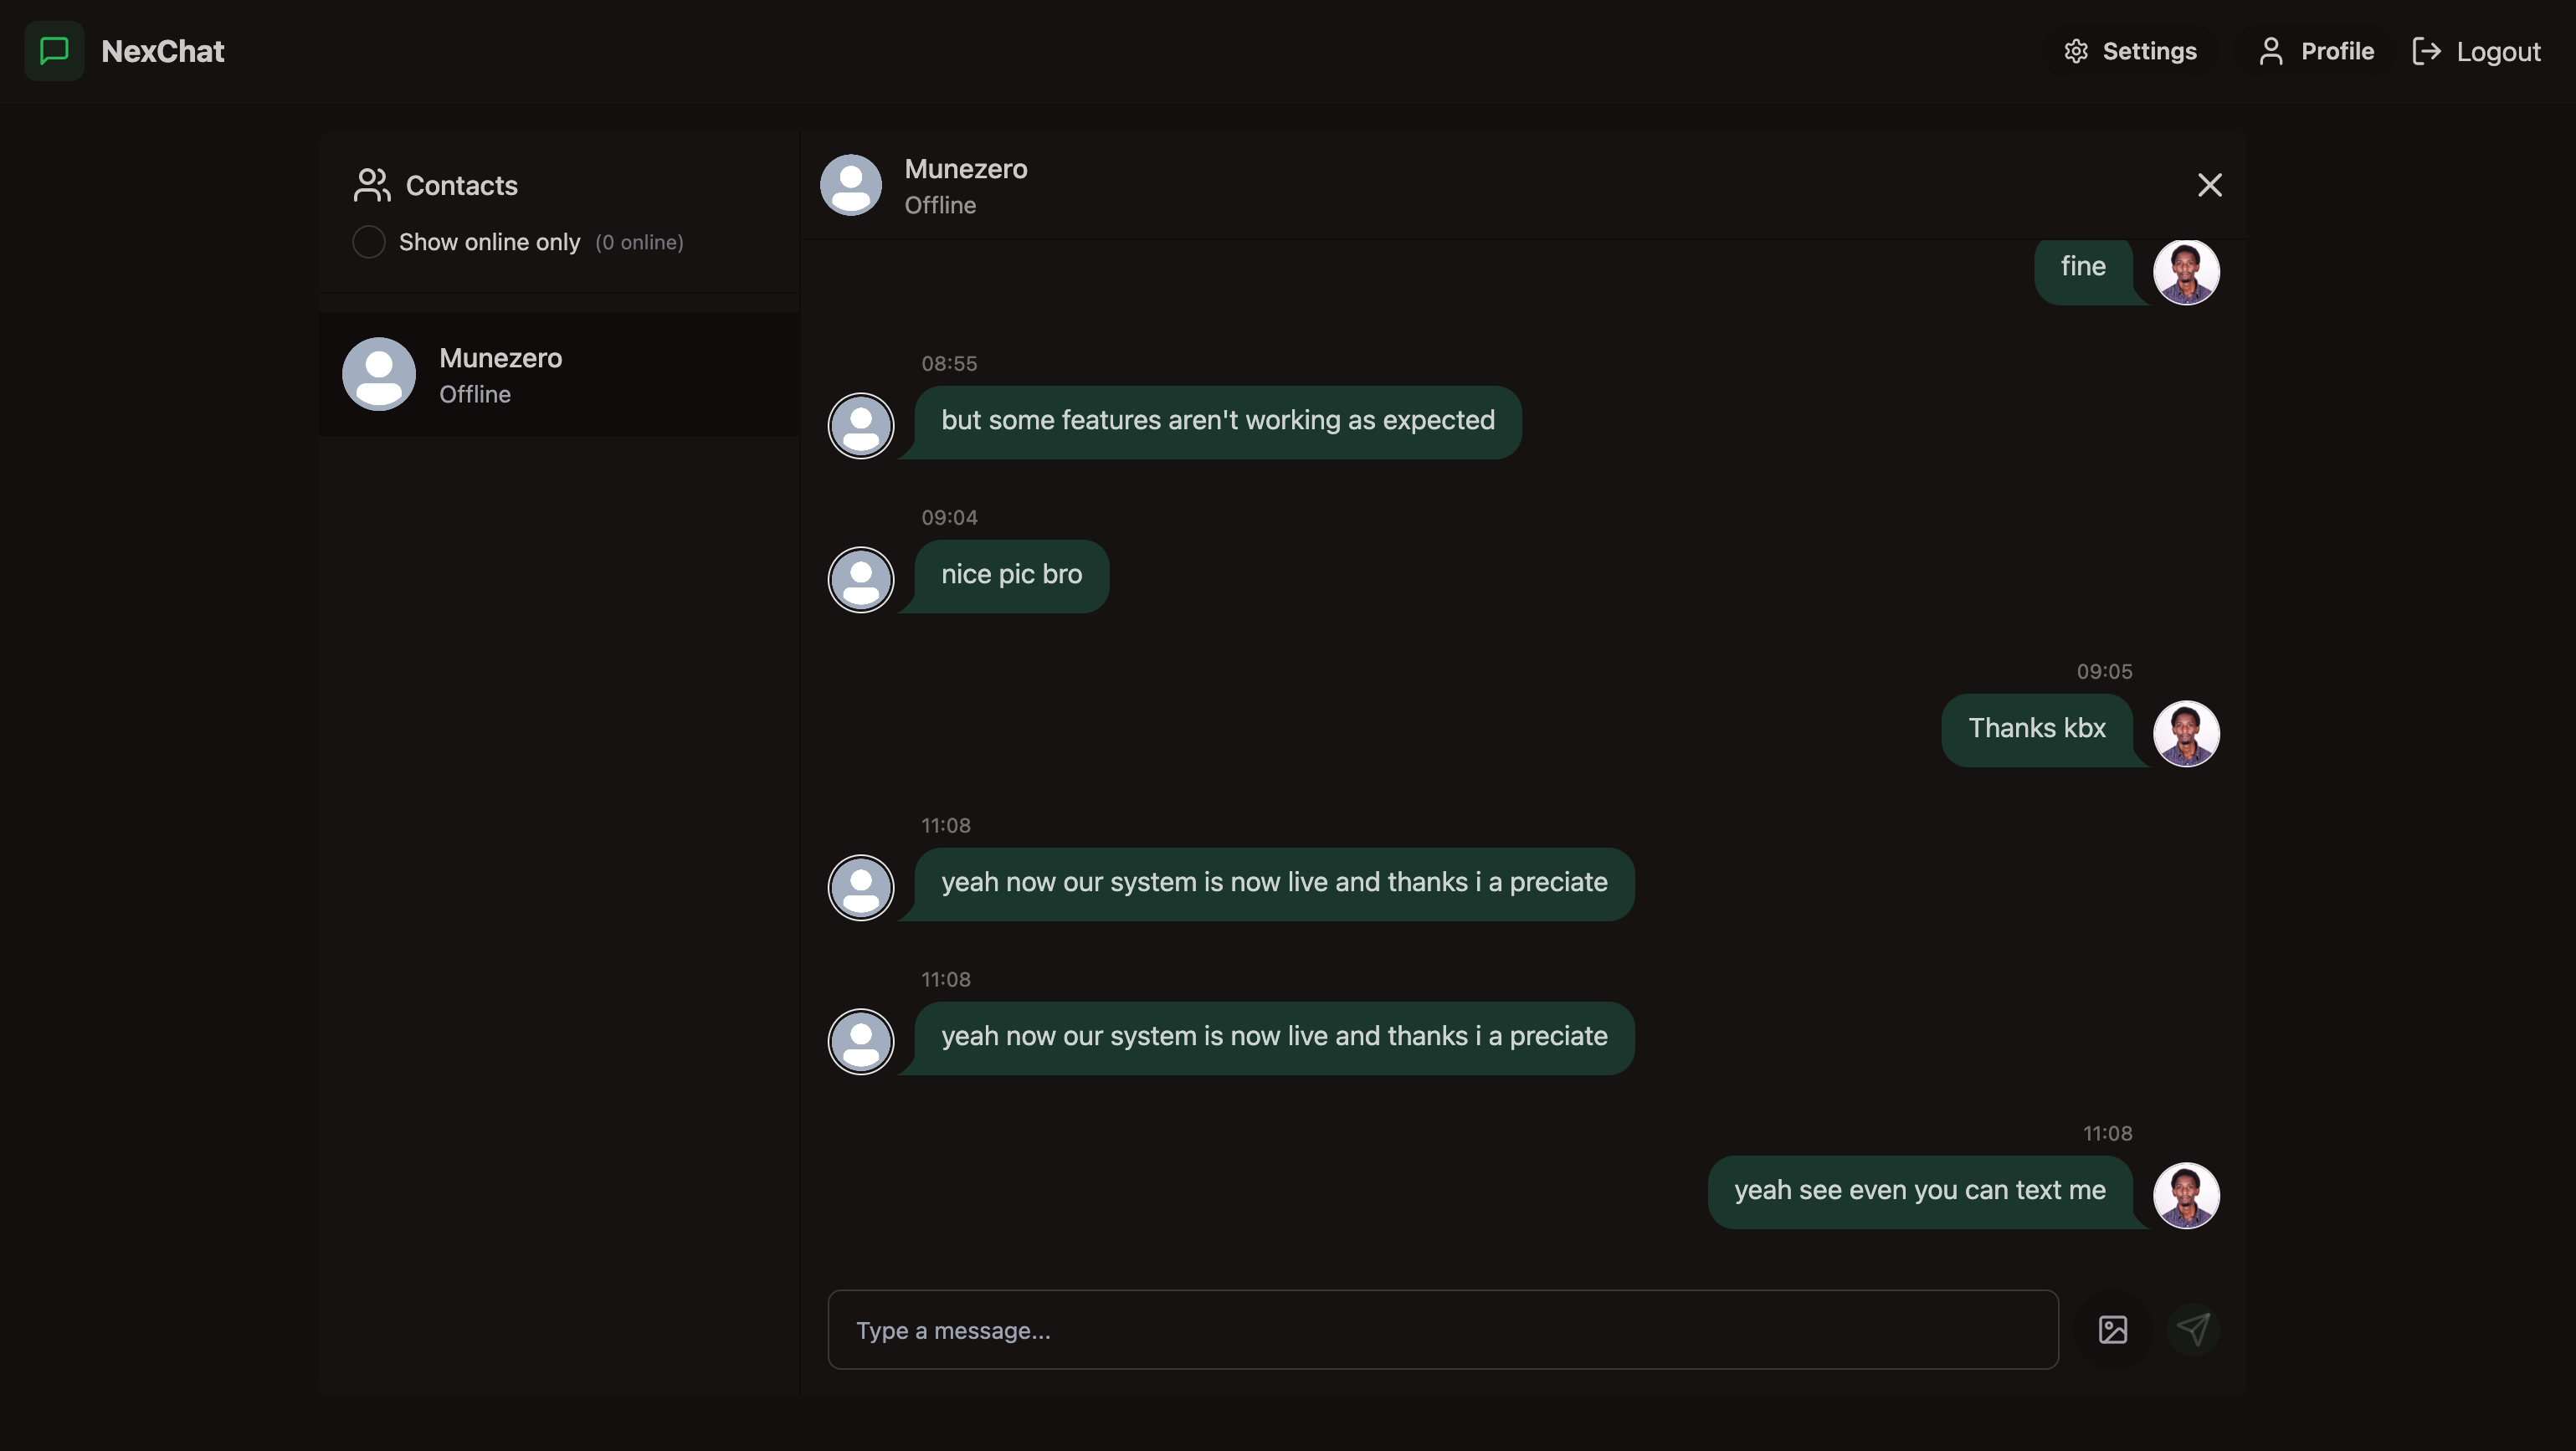 NexChat
Settings
Profile
Logout
Contacts
Show online only (0 online)
Munezero
Offline
Munezero
Offline
fine
08:55
but some features aren't working as expected
09:04
nice pic bro
09:05
Thanks kbx
11:08
yeah now our system is now live and thanks i a preciate
11:08
yeah now our system is now live and thanks i a preciate
11:08
yeah see even you can text me
Type a message...